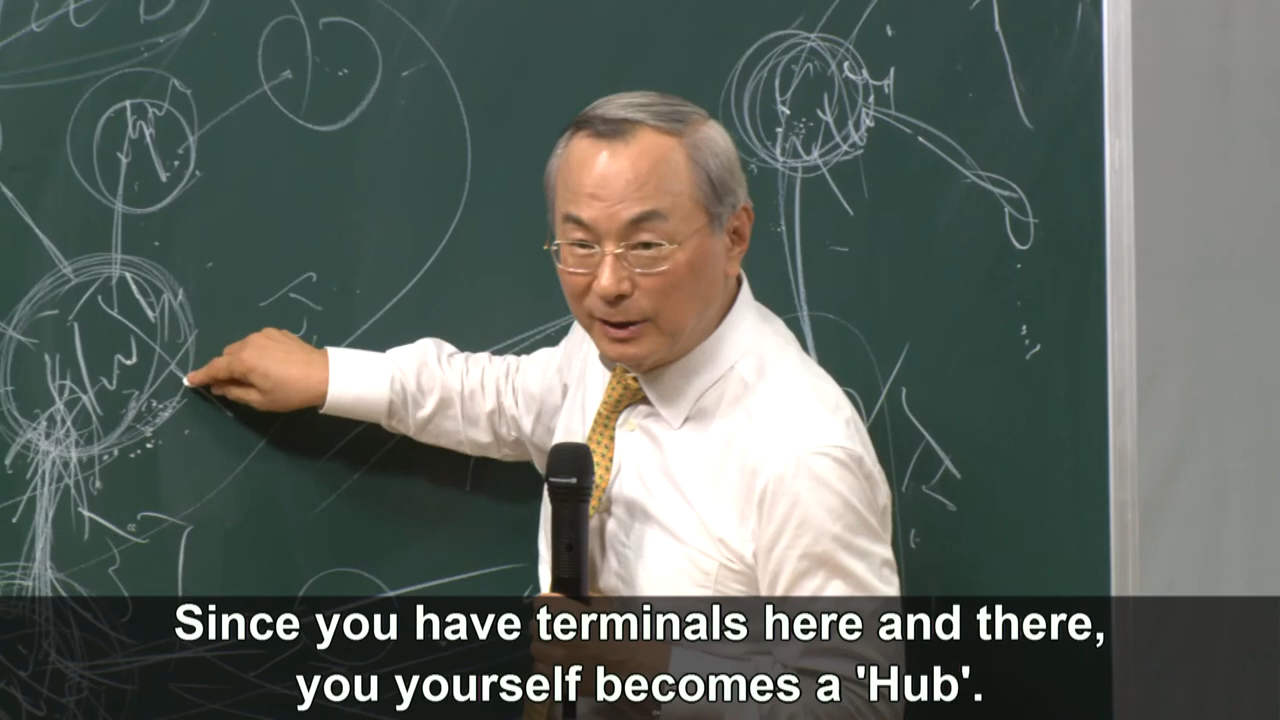 Since you have terminals here and there,
you yourself becomes a 'Hub'.